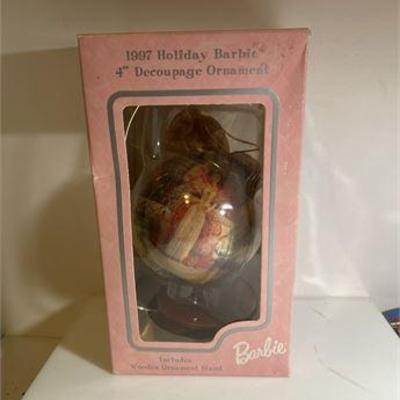 1997 Holiday Barbie
4" Decoupage Ornament
Includes
Wooden Ornament Stand
Barbie